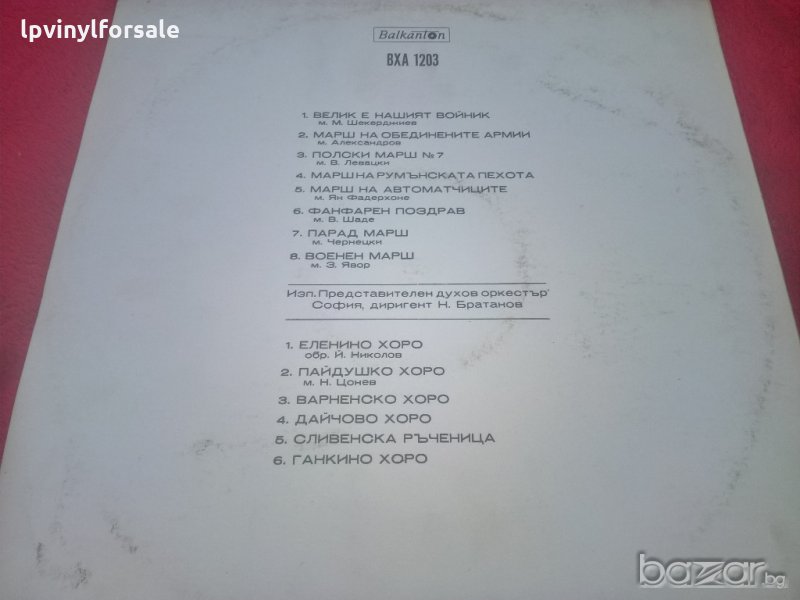 lpvinylforsale
Balkanton
ВХА 1203
1. ВЕЛИК Е НАШИЯТ ВОЙНИК
м. М. Шекерджиев
2. МАРШ НА ОБЕДИНЕНИТЕ АРМИИ
м. Александров
3. ПОЛСКИ МАРШ № 7
м. В. Левацки
4. МАРШ НА РУМЪНСКАТА ПЕХОТА
5. МАРШ НА АВТОМАТЧИЦИТЕ
м. Ян Фадерхоне
6. ФАНФАРЕН ПОЗДРАВ
м. В. Шаде
7. ПАРАД МАРШ
м. Чернецки
8. ВОЕНЕН МАРШ
м. З. Явор
Изп. Представителен духов оркестър
София, диригент Н. Братанов
1. ЕЛЕНИНО ХОРО
обр. Й. Николов
2. ПАЙДУШКО ХОРО
м. Н. Цонев
3. ВАРНЕНСКО ХОРО
4. ДАЙЧОВО ХОРО
5. СЛИВЕНСКА РЪЧЕНИЦА
6. ГАНКИНО ХОРО
bazar.bg